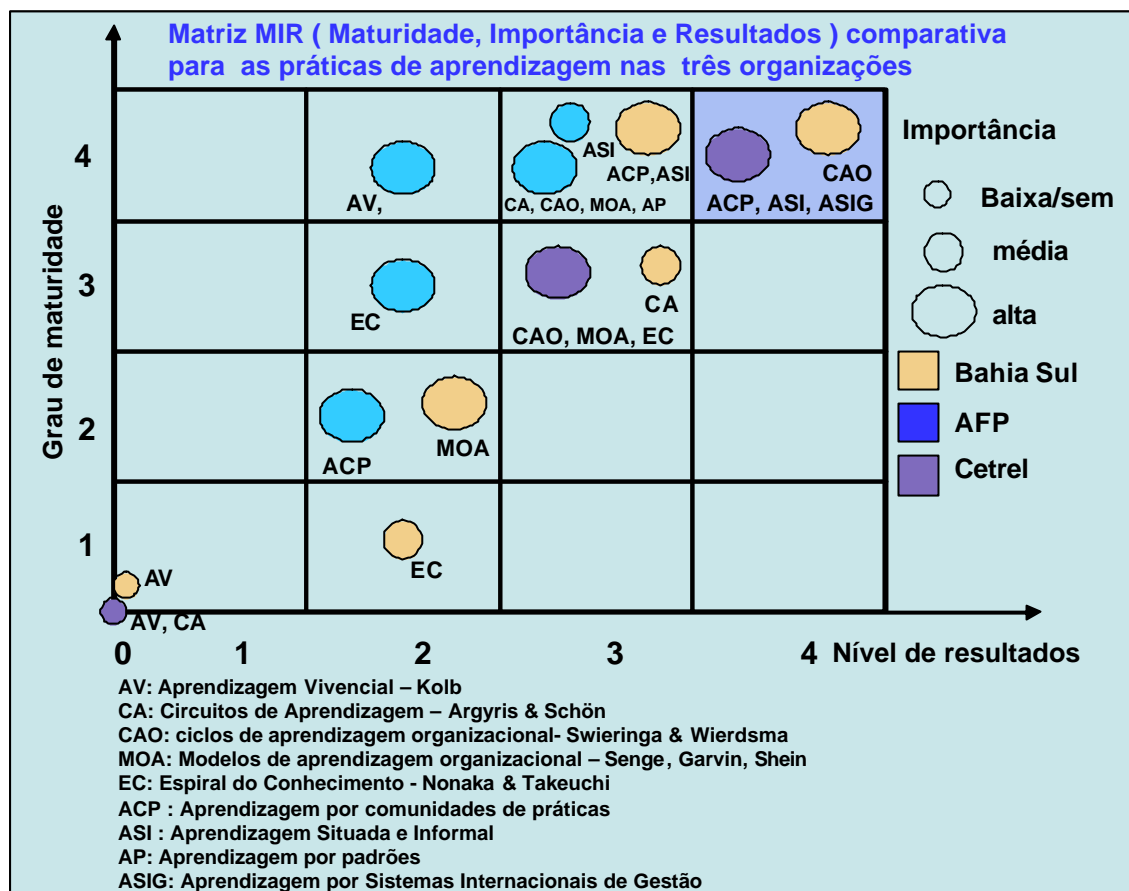 Matriz MIR ( Maturidade, Importância e Resultados ) comparativa
para as práticas de aprendizagem nas três organizações
Grau de maturidade
4
AV,
ASI
CA, CAO, MOA, AP
ACP,ASI
ACP, ASI, ASIG
CAO
3
EC
CAO, MOA, EC
CA
2
ACP
MOA
1
EC
AV
AV, CA
0 1 2 3 4 Nível de resultados
Importância
Baixa/sem
média
alta
Bahia Sul
AFP
Cetrel
AV: Aprendizagem Vivencial – Kolb
CA: Circuitos de Aprendizagem – Argyris & Schön
CAO: ciclos de aprendizagem organizacional- Swieringa & Wierdsma
MOA: Modelos de aprendizagem organizacional – Senge, Garvin, Shein
EC: Espiral do Conhecimento - Nonaka & Takeuchi
ACP : Aprendizagem por comunidades de práticas
ASI : Aprendizagem Situada e Informal
AP: Aprendizagem por padrões
ASIG: Aprendizagem por Sistemas Internacionais de Gestão